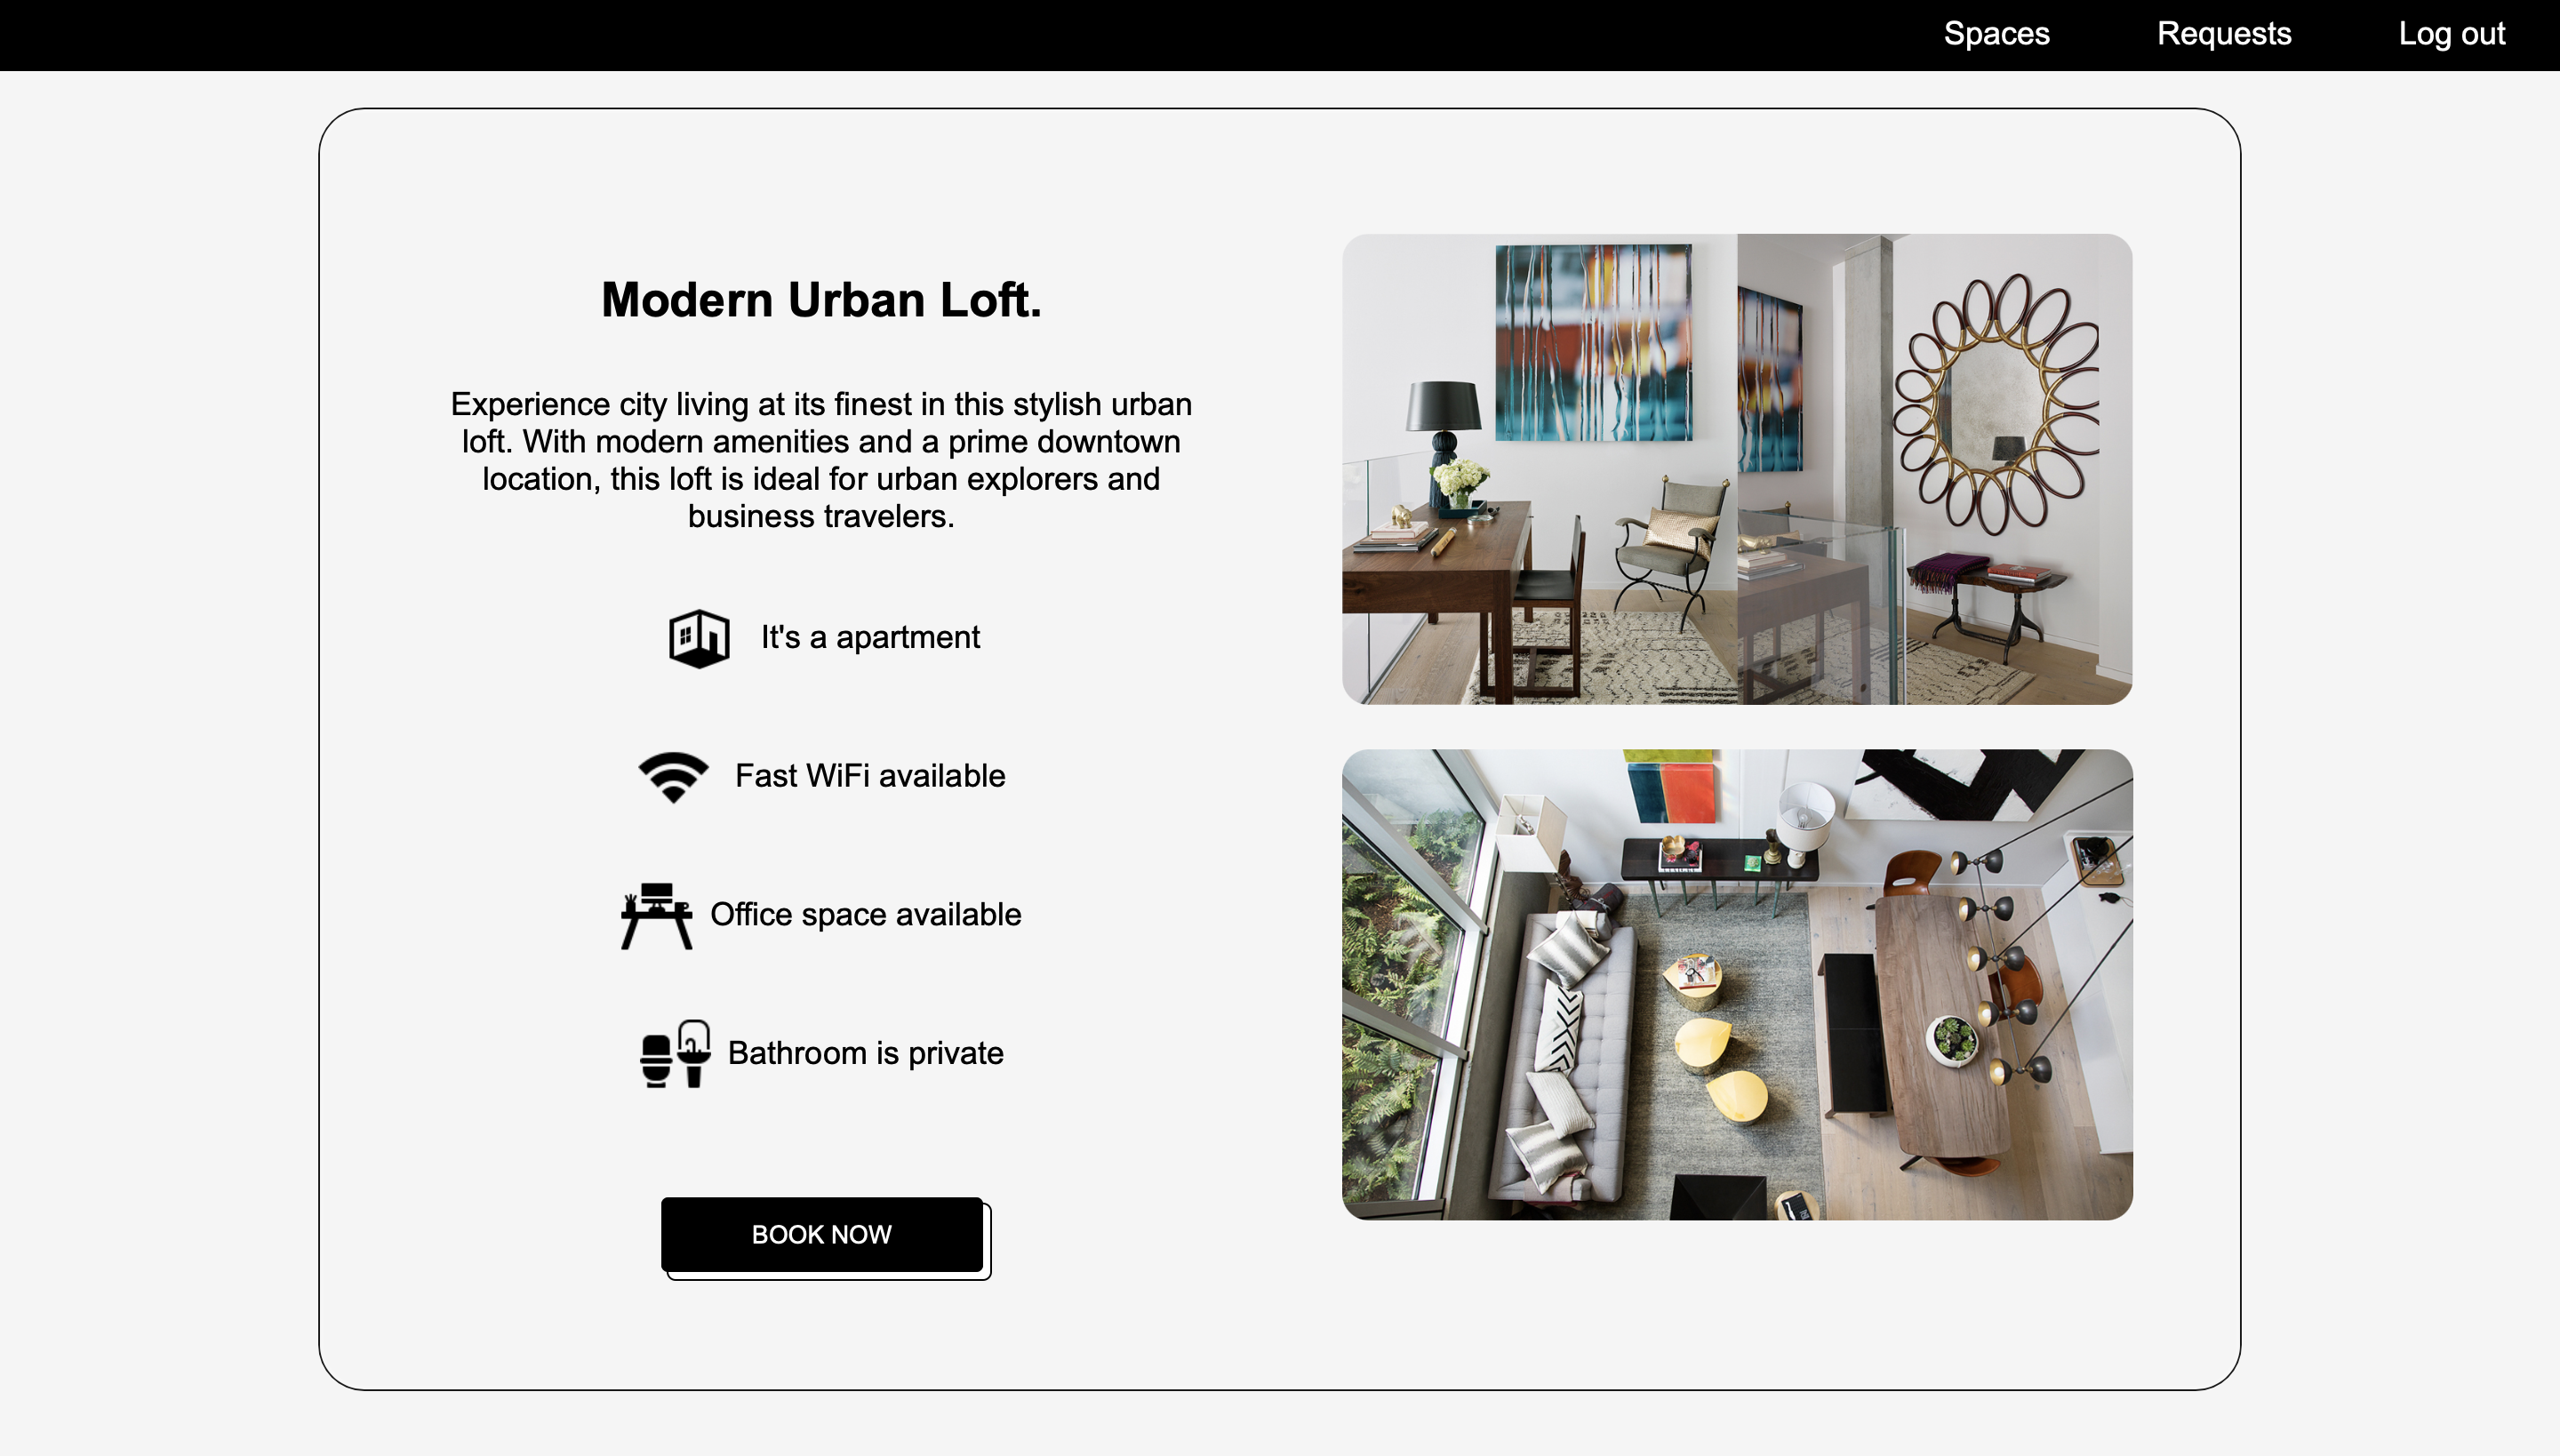 Spaces Requests Log out
Modern Urban Loft.
Experience city living at its finest in this stylish urban
loft. With modern amenities and a prime downtown
location, this loft is ideal for urban explorers and
business travelers.
It's a apartment
Fast WiFi available
Office space available
Bathroom is private
BOOK NOW